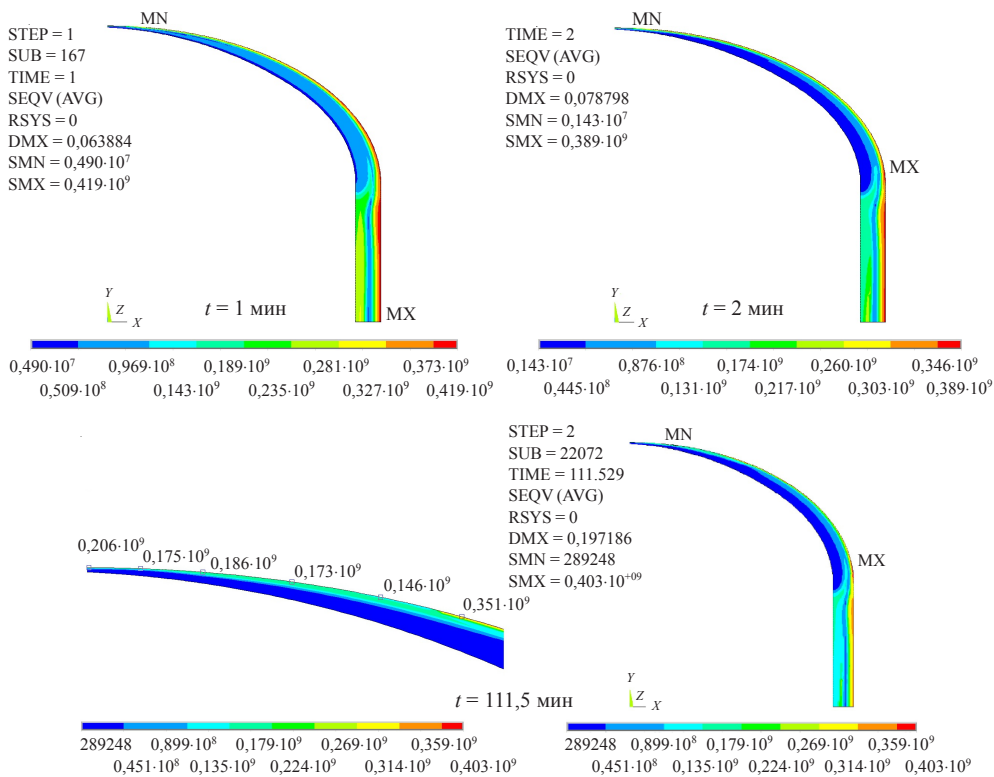 MN
STEP = 1
SUB = 167
TIME = 1
SEQV (AVG)
RSYS = 0
DMX = 0,063884
SMN = 0,490·10⁷
SMX = 0,419·10⁹
Y
Z
X
t = 1 мин
MX
0,490·10⁷ 0,969·10⁸ 0,189·10⁹ 0,281·10⁹ 0,373·10⁹
0,509·10⁸ 0,143·10⁹ 0,235·10⁹ 0,327·10⁹ 0,419·10⁹
MN
TIME = 2
SEQV (AVG)
RSYS = 0
DMX = 0,078798
SMN = 0,143·10⁷
SMX = 0,389·10⁹
MX
Y
Z
X
t = 2 мин
0,143·10⁷ 0,876·10⁸ 0,174·10⁹ 0,260·10⁹ 0,346·10⁹
0,445·10⁸ 0,131·10⁹ 0,217·10⁹ 0,303·10⁹ 0,389·10⁹
0,206·10⁹
0,175·10⁹
0,186·10⁹
0,173·10⁹
0,146·10⁹
0,351·10⁹
STEP = 2
SUB = 22072
TIME = 111.529
SEQV (AVG)
RSYS = 0
DMX = 0,197186
SMN = 289248
SMX = 0,403·10⁺⁰⁹
MN
MX
Y
Z
X
t = 111,5 мин
289248 0,899·10⁸ 0,179·10⁹ 0,269·10⁹ 0,359·10⁹
0,451·10⁸ 0,135·10⁹ 0,224·10⁹ 0,314·10⁹ 0,403·10⁹
289248 0,899·10⁸ 0,179·10⁹ 0,269·10⁹ 0,359·10⁹
0,451·10⁸ 0,135·10⁹ 0,224·10⁹ 0,314·10⁹ 0,403·10⁹